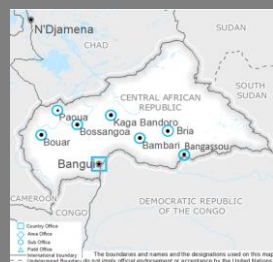 N'Djamena
SUDAN
CHAD
SOUTH
SUDAN
CENTRAL AFRICAN
REPUBLIC
Paoua
Kaga Bandoro
Bossangoa
Bria
Bouar
Bambari
Bangassou
Bangui
CAMEROON
DEMOCRATIC REPUBLIC
OF THE CONGO
CONGO
Country Office
Area Office
Sub Office
Field Office
International boundary
The boundaries and names and the designations used on this map
Undetermined Boundary
do not imply official endorsement or acceptance by the United Nations